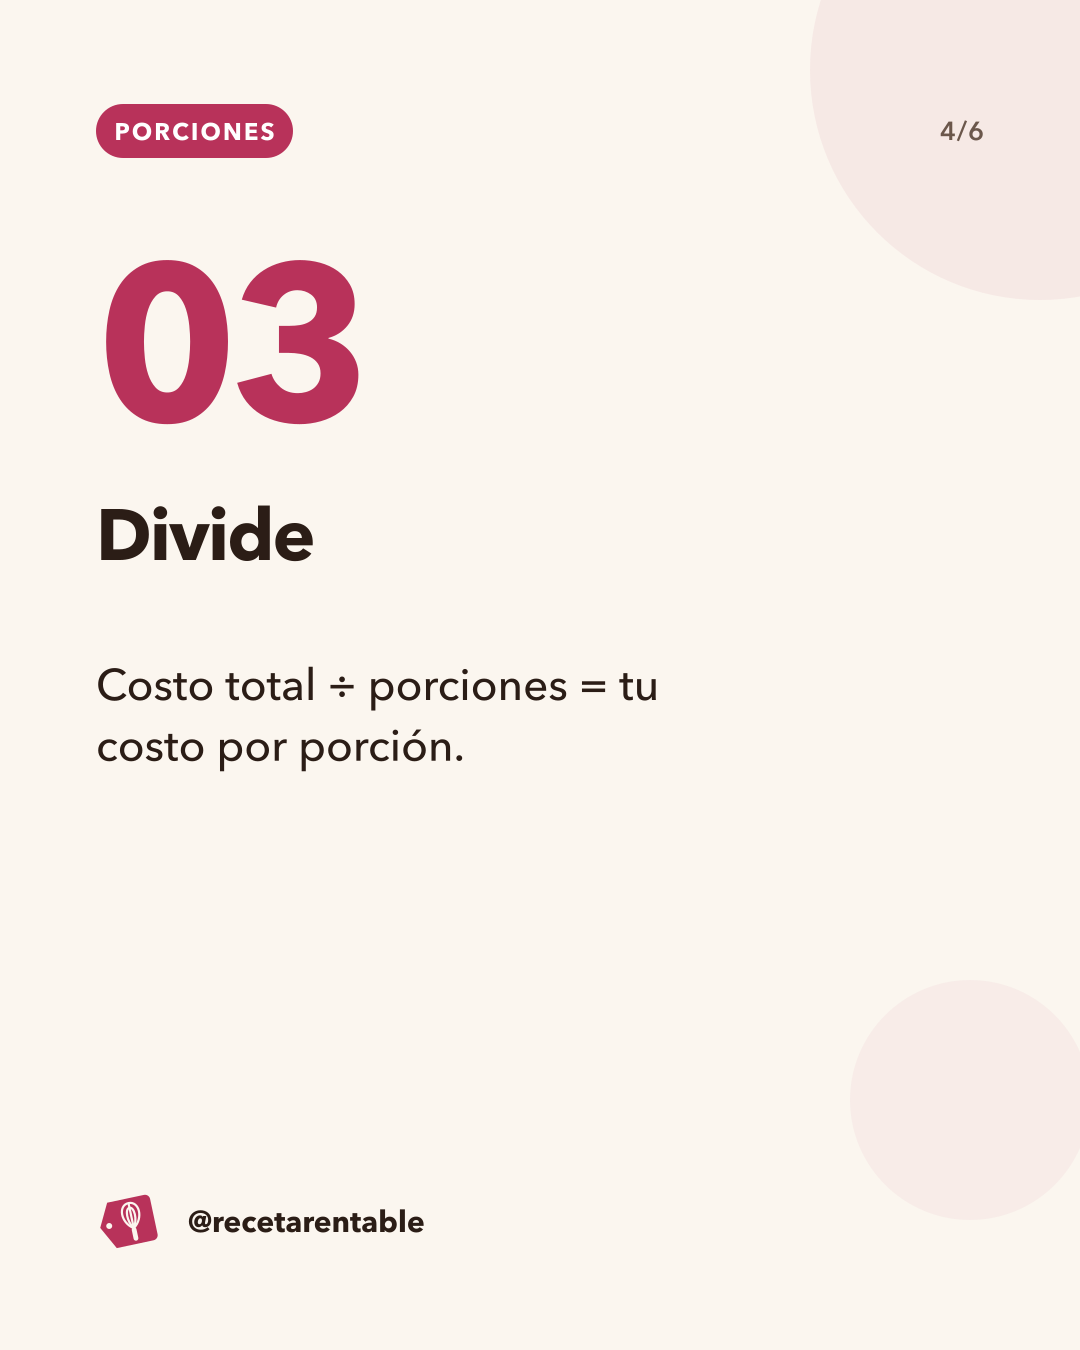 PORCIONES
4/6
03
Divide
Costo total ÷ porciones = tu
costo por porción.
@recetarentable